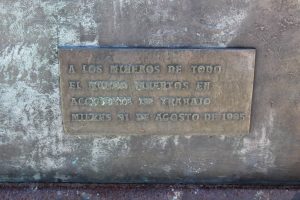 A LOS MINEROS DE TODO
EL MUNDO MUERTOS EN
ACCIDENTE DE TRABAJO
MIERES 31 DE AGOSTO DE 1995